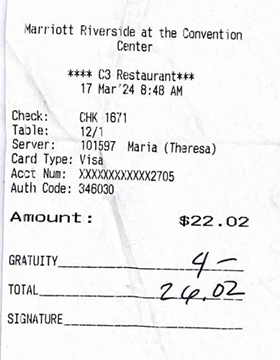 Marriott Riverside at the Convention
Center
**** C3 Restaurant***
17 Mar'24 8:48 AM
Check: CHK 1671
Table: 12/1
Server: 101597 Maria (Theresa)
Card Type: Visa
Acct Num: XXXXXXXXXXXX2705
Auth Code: 346030
Amount: $22.02
GRATUITY 4 —
TOTAL 26.02
SIGNATURE